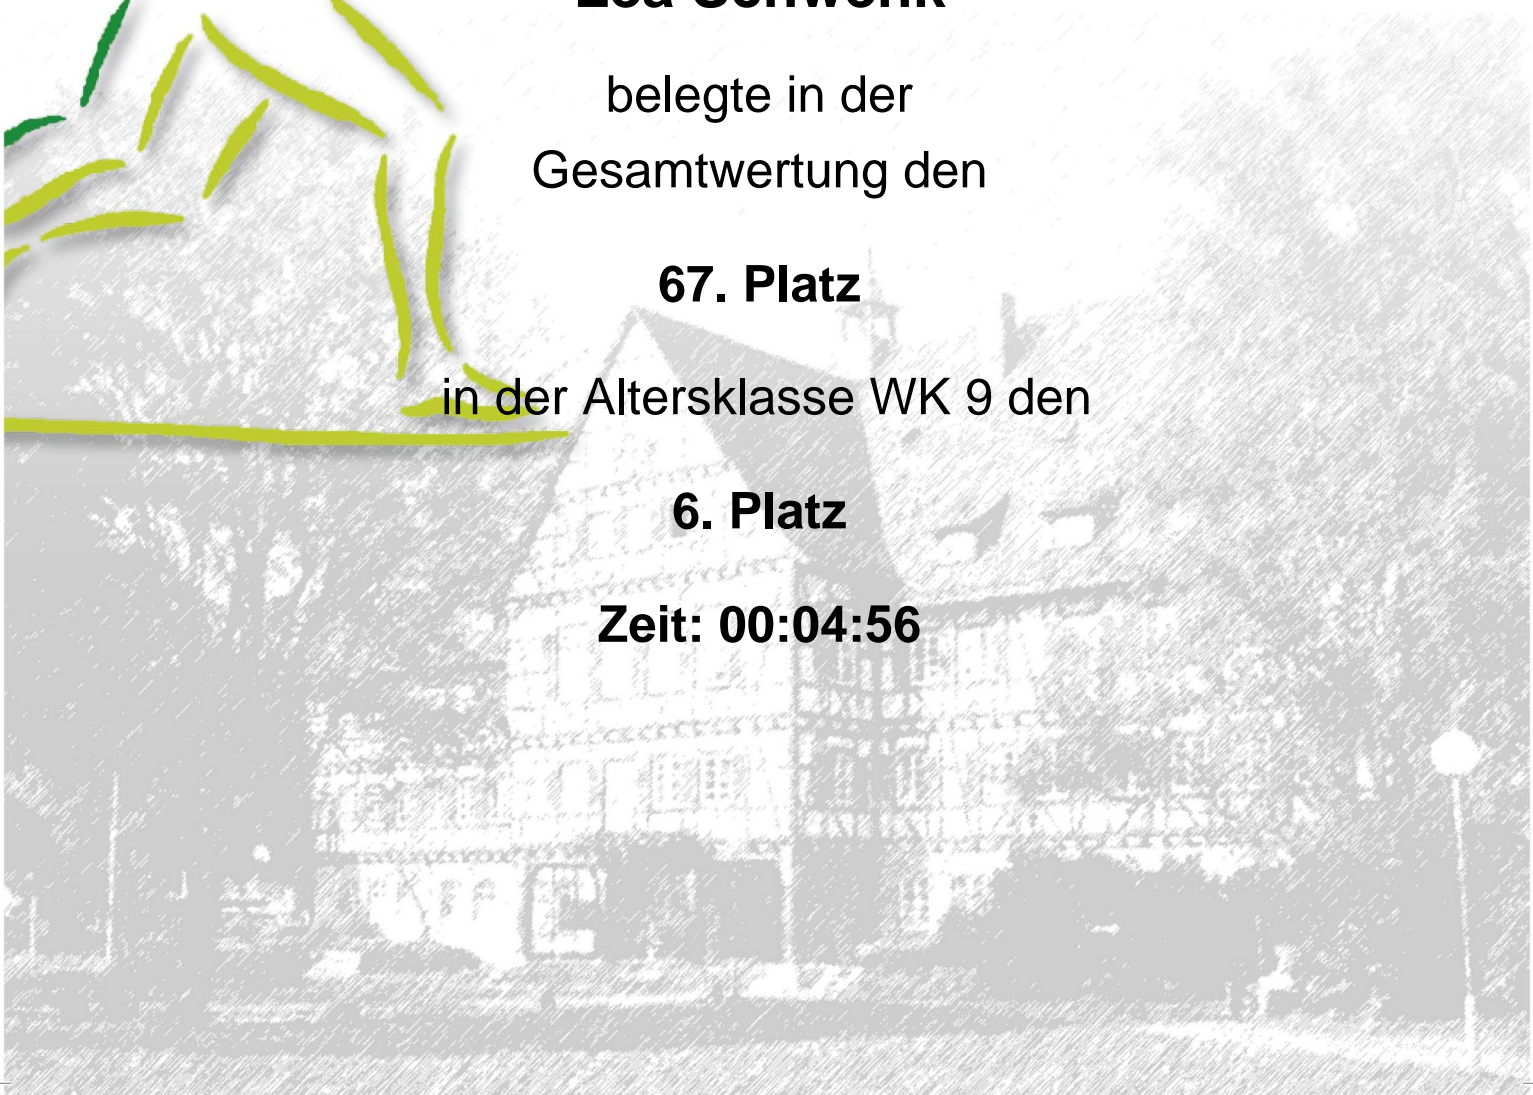 belegte in der
Gesamtwertung den
67. Platz
in der Altersklasse WK 9 den
6. Platz
Zeit: 00:04:56